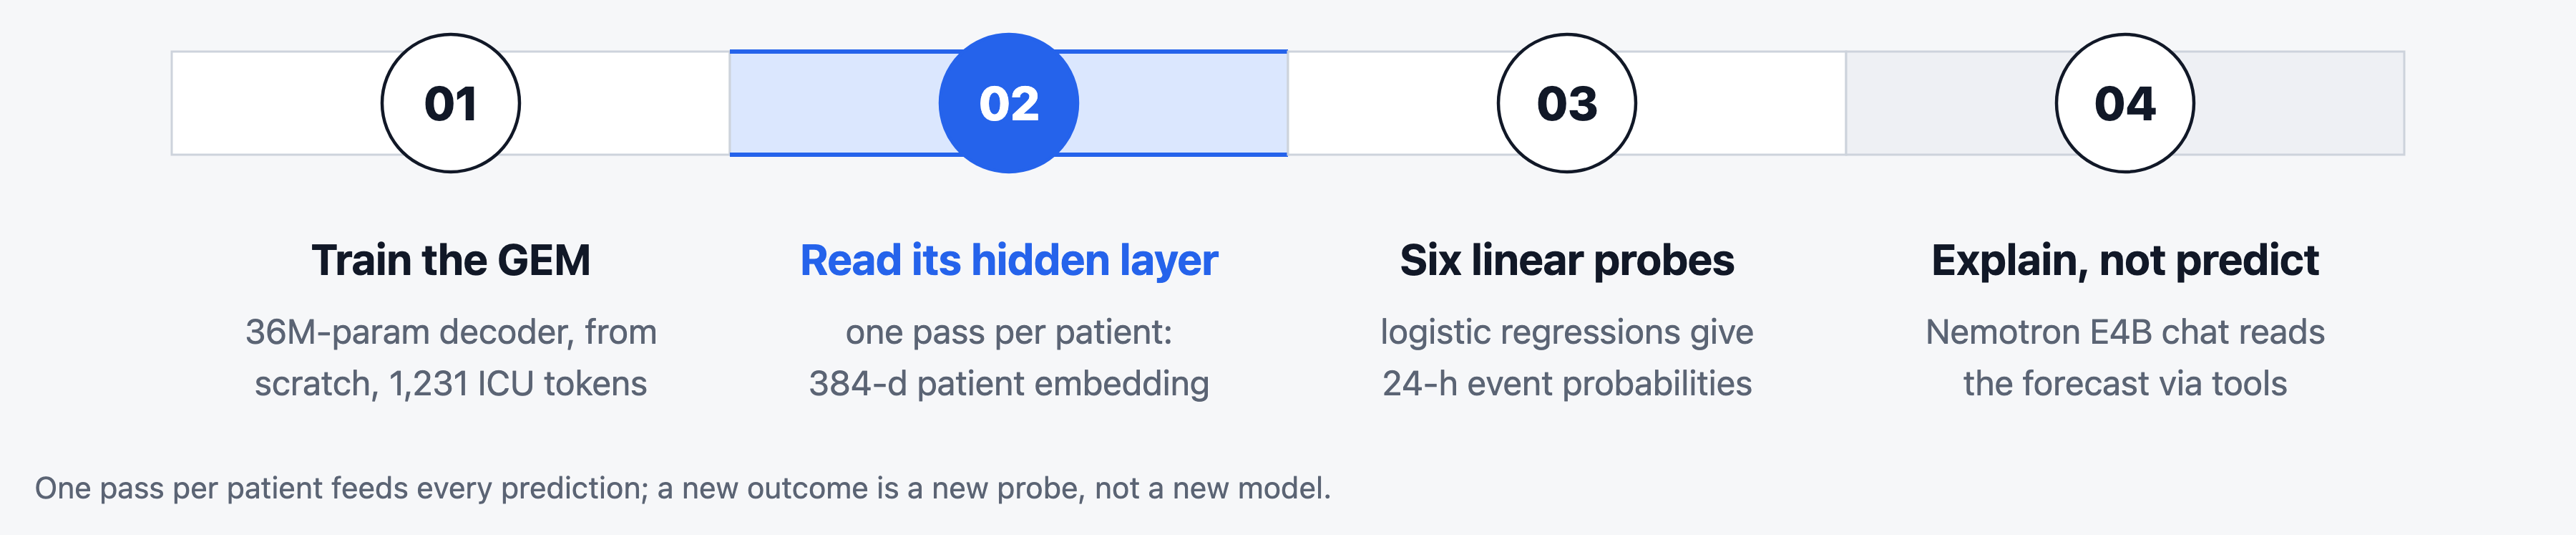 01
02
03
04
Train the GEM
36M-param decoder, from
scratch, 1,231 ICU tokens
Read its hidden layer
one pass per patient:
384-d patient embedding
Six linear probes
logistic regressions give
24-h event probabilities
Explain, not predict
Nemotron E4B chat reads
the forecast via tools
One pass per patient feeds every prediction; a new outcome is a new probe, not a new model.